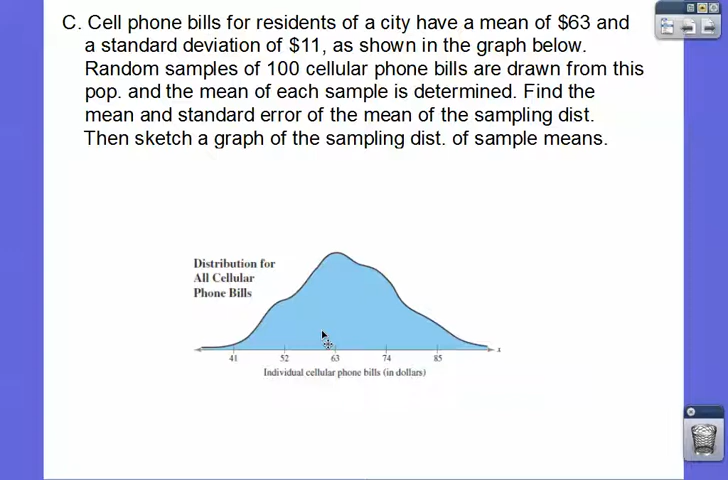 C. Cell phone bills for residents of a city have a mean of $63 and
a standard deviation of $11, as shown in the graph below.
Random samples of 100 cellular phone bills are drawn from this
pop. and the mean of each sample is determined. Find the
mean and standard error of the mean of the sampling dist.
Then sketch a graph of the sampling dist. of sample means.
Distribution for
All Cellular
Phone Bills
41 52 63 74 85 x
Individual cellular phone bills (in dollars)